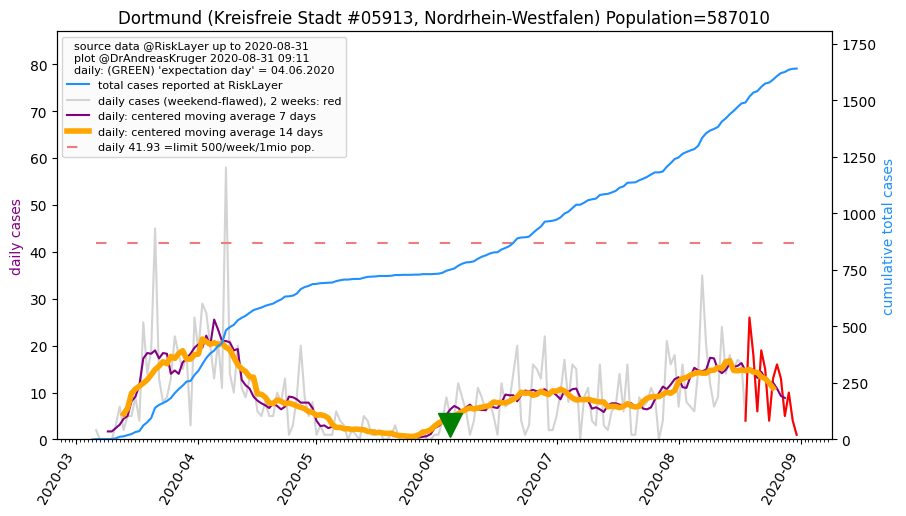 Dortmund (Kreisfreie Stadt #05913, Nordrhein-Westfalen) Population=587010
source data @RiskLayer up to 2020-08-31
plot @DrAndreasKruger 2020-08-31 09:11
daily: (GREEN) 'expectation day' = 04.06.2020
total cases reported at RiskLayer
daily cases (weekend-flawed), 2 weeks: red
daily: centered moving average 7 days
daily: centered moving average 14 days
daily 41.93 =limit 500/week/1mio pop.
daily cases
80
70
60
50
40
30
20
10
0
cumulative total cases
1750
1500
1250
1000
750
500
250
0
2020-03
2020-04
2020-05
2020-06
2020-07
2020-08
2020-09